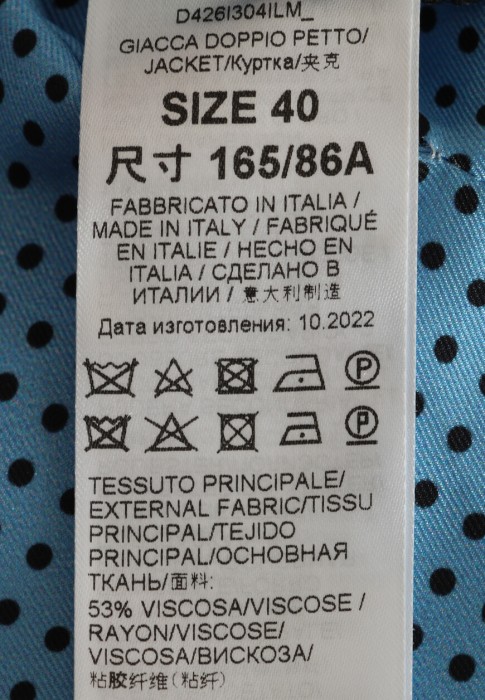 D426I304ILM_
GIACCA DOPPIO PETTO/
JACKET/Куртка/夹克
SIZE 40
尺寸 165/86A
FABBRICATO IN ITALIA /
MADE IN ITALY / FABRIQUÉ
EN ITALIE / HECHO EN
ITALIA / СДЕЛАНО В
ИТАЛИИ / 意大利制造
Дата изготовления: 10.2022
P
P
TESSUTO PRINCIPALE/
EXTERNAL FABRIC/TISSU
PRINCIPAL/TEJIDO
PRINCIPAL/ОСНОВНАЯ
ТКАНЬ/面料:
53% VISCOSA/VISCOSE /
RAYON/VISCOSE/
VISCOSA/ВИСКОЗА/
粘胶纤维(粘纤)